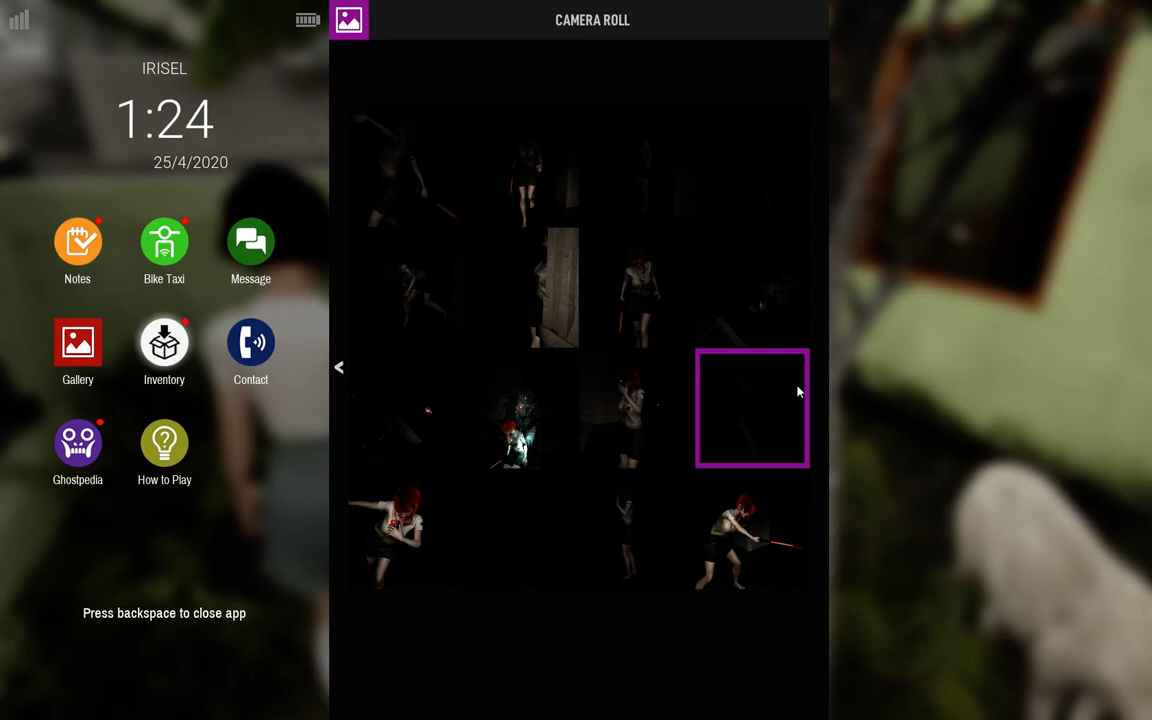 CAMERA ROLL
IRISEL
1:24
25/4/2020
Notes
Bike Taxi
Message
Gallery
Inventory
Contact
Ghostpedia
How to Play
Press backspace to close app